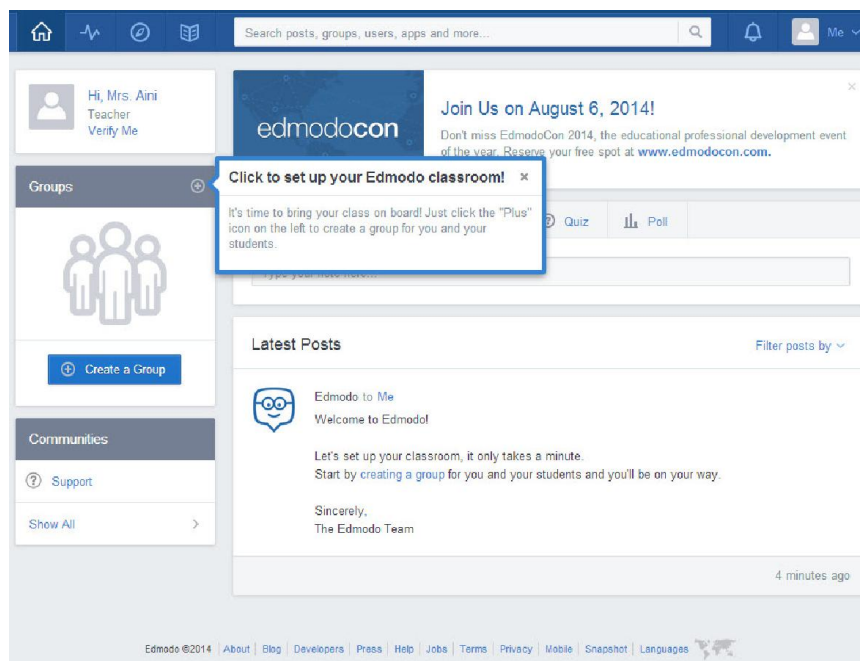 Search posts, groups, users, apps and more...
Me
Hi, Mrs. Aini
Teacher
Verify Me
edmodocon
Join Us on August 6, 2014!
Don't miss EdmodoCon 2014, the educational professional development event
of the year. Reserve your free spot at www.edmodocon.com.
Groups
Click to set up your Edmodo classroom!
It's time to bring your class on board! Just click the "Plus"
icon on the left to create a group for you and your
students.
Quiz
Poll
Type your note here...
Create a Group
Latest Posts
Filter posts by
Edmodo to Me
Welcome to Edmodo!
Let's set up your classroom, it only takes a minute.
Start by creating a group for you and your students and you'll be on your way.
Sincerely,
The Edmodo Team
4 minutes ago
Communities
Support
Show All
Edmodo ©2014 | About | Blog | Developers | Press | Help | Jobs | Terms | Privacy | Mobile | Snapshot | Languages